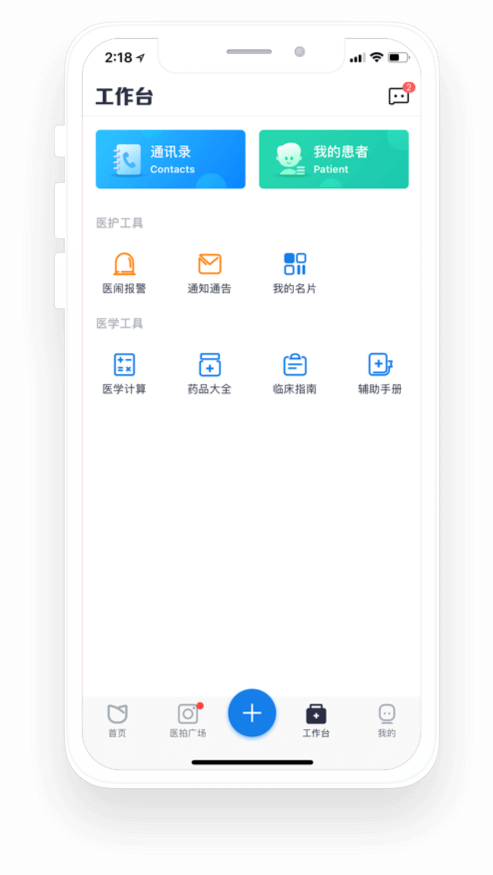 2:18
工作台
2
通讯录
Contacts
我的患者
Patient
医护工具
医闹报警
通知通告
我的名片
医学工具
医学计算
药品大全
临床指南
辅助手册
首页
医拍广场
工作台
我的